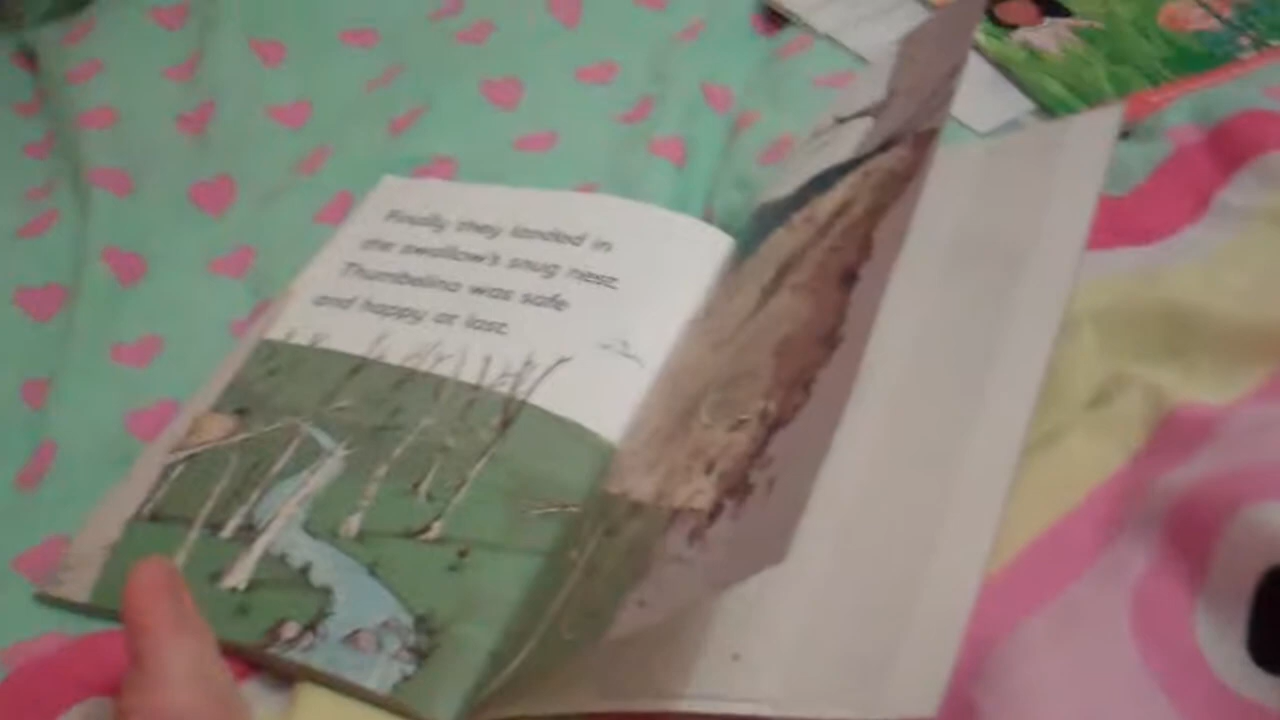 Finally they landed in
the swallow's snug nest.
Thumbelina was safe
and happy at last.